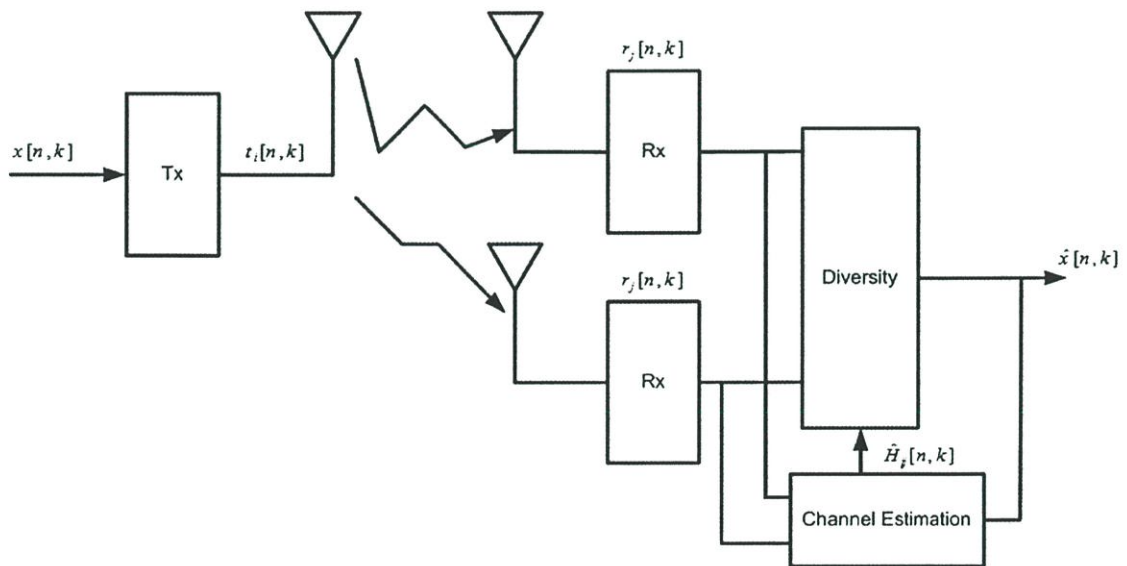 x[n,k]
Tx
t_i[n,k]
r_j[n,k]
Rx
r_j[n,k]
Rx
Diversity
x̂[n,k]
Ĥ_ij[n,k]
Channel Estimation